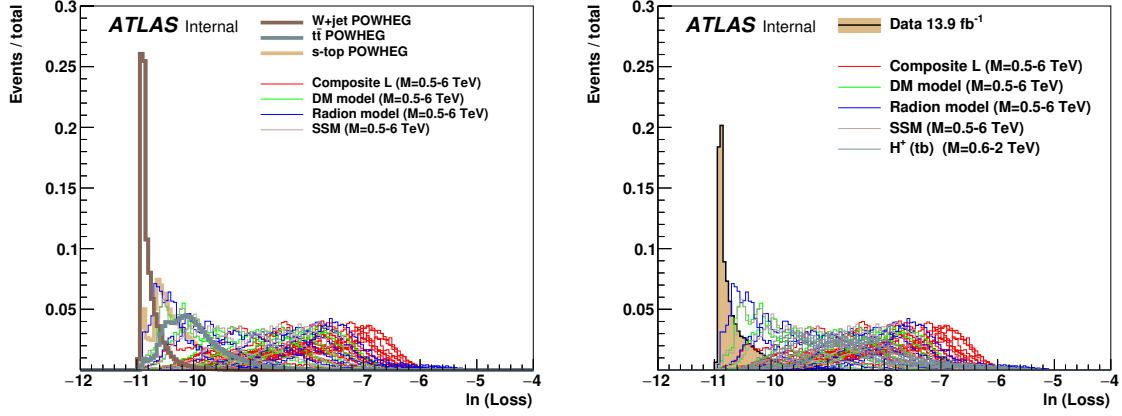 ATLAS Internal
W+jet POWHEG
tt̄ POWHEG
s-top POWHEG
Composite L (M=0.5-6 TeV)
DM model (M=0.5-6 TeV)
Radion model (M=0.5-6 TeV)
SSM (M=0.5-6 TeV)
Events / total
0.3
0.25
0.2
0.15
0.1
0.05
−12 −11 −10 −9 −8 −7 −6 −5 −4
ln (Loss)
ATLAS Internal
Data 13.9 fb⁻¹
Composite L (M=0.5-6 TeV)
DM model (M=0.5-6 TeV)
Radion model (M=0.5-6 TeV)
SSM (M=0.5-6 TeV)
H⁺ (tb) (M=0.6-2 TeV)
Events / total
0.3
0.25
0.2
0.15
0.1
0.05
−12 −11 −10 −9 −8 −7 −6 −5 −4
ln (Loss)